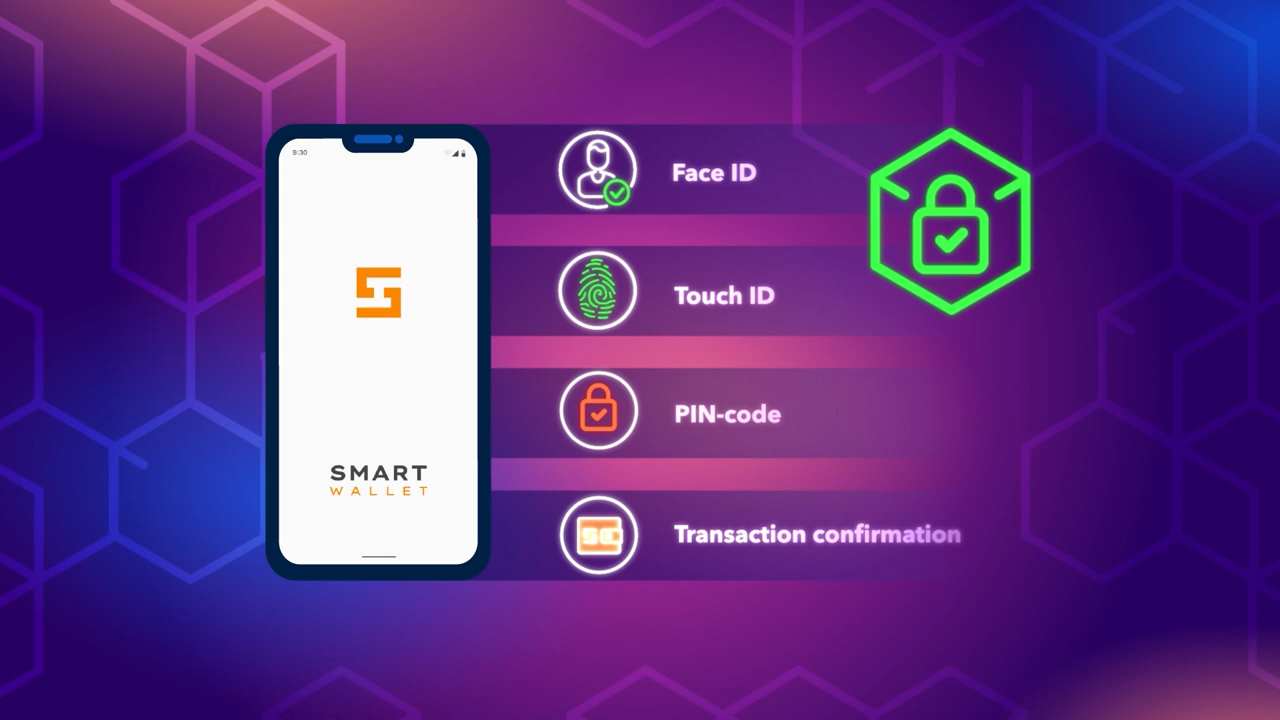 9:30
SMART
WALLET
Face ID
Touch ID
PIN-code
Transaction confirmation